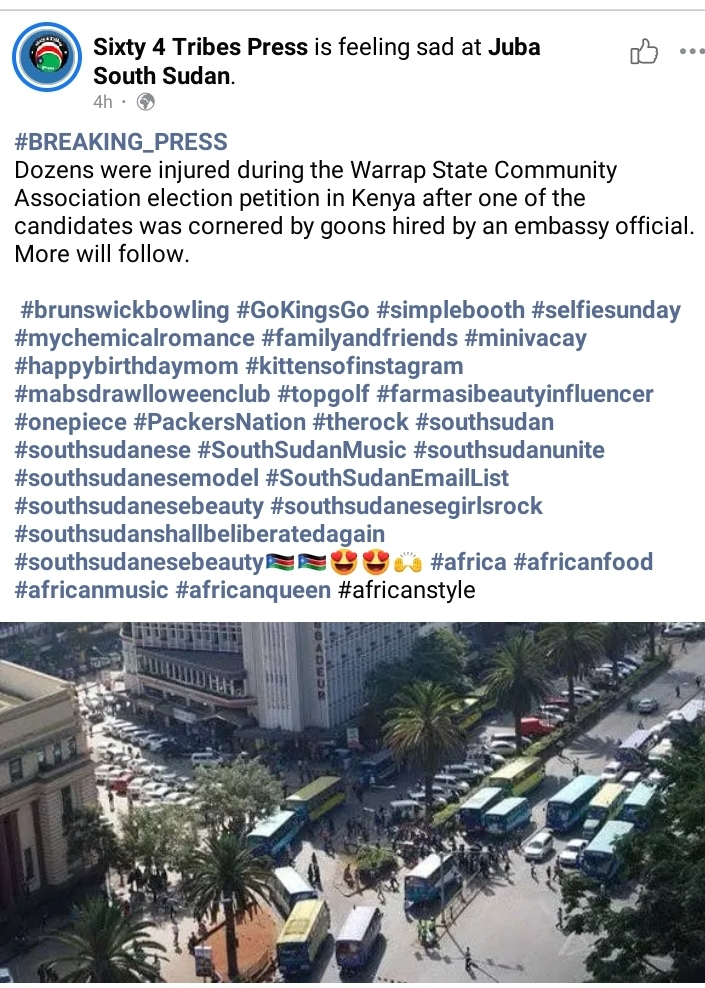 Sixty 4 Tribes Press is feeling sad at Juba
South Sudan.
4h ·
#BREAKING_PRESS
Dozens were injured during the Warrap State Community
Association election petition in Kenya after one of the
candidates was cornered by goons hired by an embassy official.
More will follow.
#brunswickbowling #GoKingsGo #simplebooth #selfiesunday
#mychemicalromance #familyandfriends #minivacay
#happybirthdaymom #kittensofinstagram
#mabsdrawlloweenclub #topgolf #farmasibeautyinfluencer
#onepiece #PackersNation #therock #southsudan
#southsudanese #SouthSudanMusic #southsudanunite
#southsudanesemodel #SouthSudanEmailList
#southsudanesebeauty #southsudanesegirlsrock
#southsudanshallbeliberatedagain
#southsudanesebeauty🇸🇸🇸🇸😍😍🙌 #africa #africanfood
#africanmusic #africanqueen #africanstyle